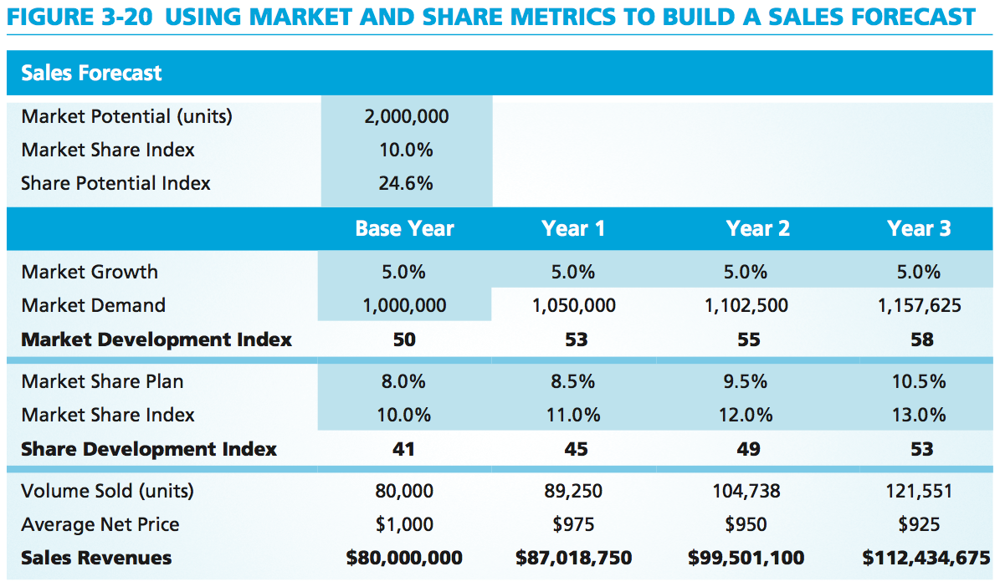 FIGURE 3-20 USING MARKET AND SHARE METRICS TO BUILD A SALES FORECAST
Sales Forecast
Market Potential (units) 2,000,000
Market Share Index 10.0%
Share Potential Index 24.6%
Base Year Year 1 Year 2 Year 3
Market Growth 5.0% 5.0% 5.0% 5.0%
Market Demand 1,000,000 1,050,000 1,102,500 1,157,625
Market Development Index 50 53 55 58
Market Share Plan 8.0% 8.5% 9.5% 10.5%
Market Share Index 10.0% 11.0% 12.0% 13.0%
Share Development Index 41 45 49 53
Volume Sold (units) 80,000 89,250 104,738 121,551
Average Net Price $1,000 $975 $950 $925
Sales Revenues $80,000,000 $87,018,750 $99,501,100 $112,434,675